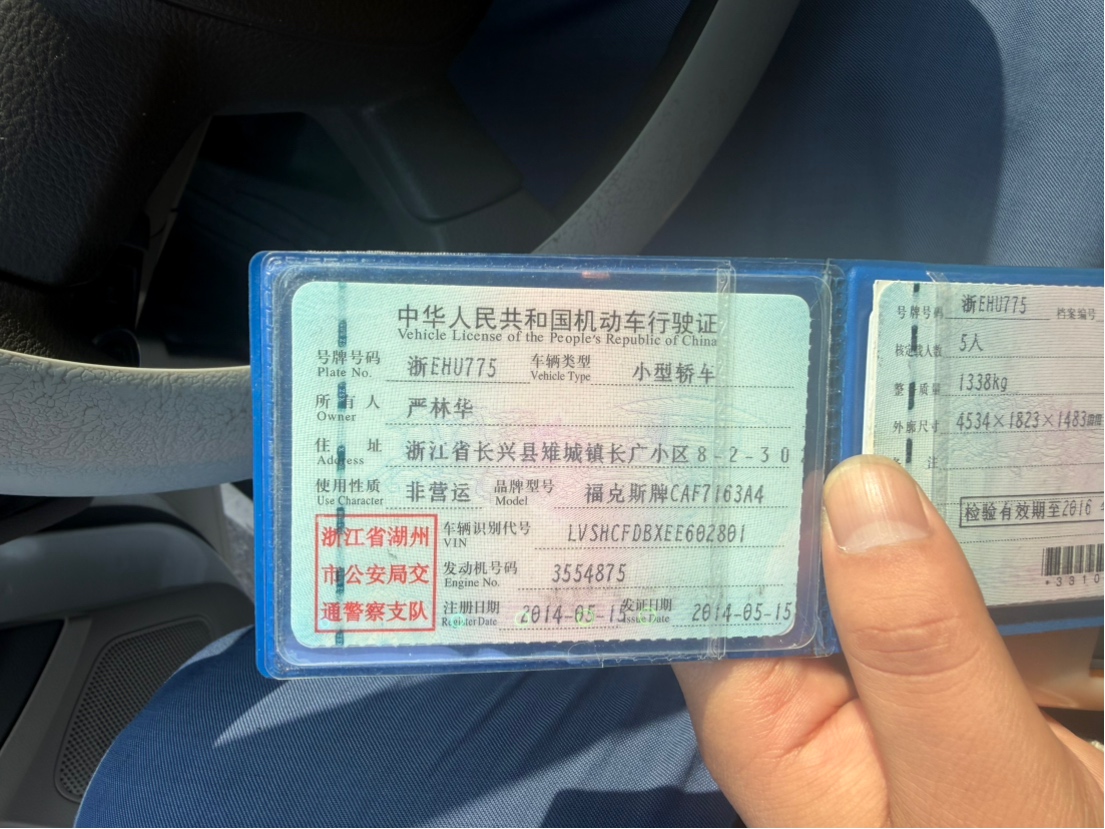 中华人民共和国机动车行驶证
Vehicle License of the People's Republic of China
号牌号码 浙EHU775 车辆类型 小型轿车
Plate No. Vehicle Type
所有人 严林华
Owner
住址 浙江省长兴县雉城镇长广小区8-2-30
Address
使用性质 非营运 品牌型号 福克斯牌CAF7163A4
Use Character Model
浙江省湖州
市公安局交
通警察支队
车辆识别代号 LVSHCFDBXEE602801
VIN
发动机号码 3554875
Engine No.
注册日期 2014-05-15 发证日期 2014-05-15
Register Date Issue Date
号牌号码 浙EHU775 档案编号
核定载人数 5人
整备质量 1338kg
外廓尺寸 4534×1823×1483mm
注
检验有效期至2016
+3310